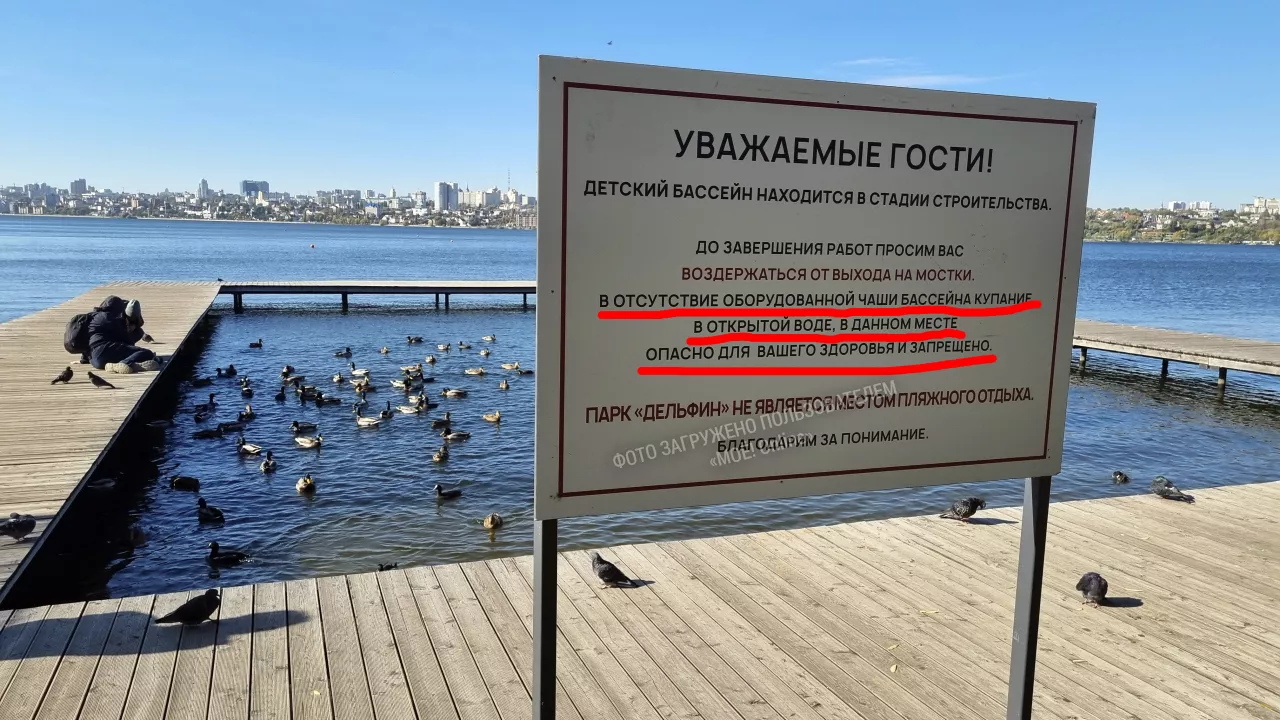 УВАЖАЕМЫЕ ГОСТИ!
ДЕТСКИЙ БАССЕЙН НАХОДИТСЯ В СТАДИИ СТРОИТЕЛЬСТВА.
ДО ЗАВЕРШЕНИЯ РАБОТ ПРОСИМ ВАС
ВОЗДЕРЖАТЬСЯ ОТ ВЫХОДА НА МОСТКИ.
В ОТСУТСТВИЕ ОБОРУДОВАННОЙ ЧАШИ БАССЕЙНА КУПАНИЕ
В ОТКРЫТОЙ ВОДЕ, В ДАННОМ МЕСТЕ
ОПАСНО ДЛЯ ВАШЕГО ЗДОРОВЬЯ И ЗАПРЕЩЕНО.
ПАРК «ДЕЛЬФИН» НЕ ЯВЛЯЕТСЯ МЕСТОМ ПЛЯЖНОГО ОТДЫХА.
БЛАГОДАРИМ ЗА ПОНИМАНИЕ.
ФОТО ЗАГРУЖЕНО ПОЛЬЗОВАТЕЛЕМ